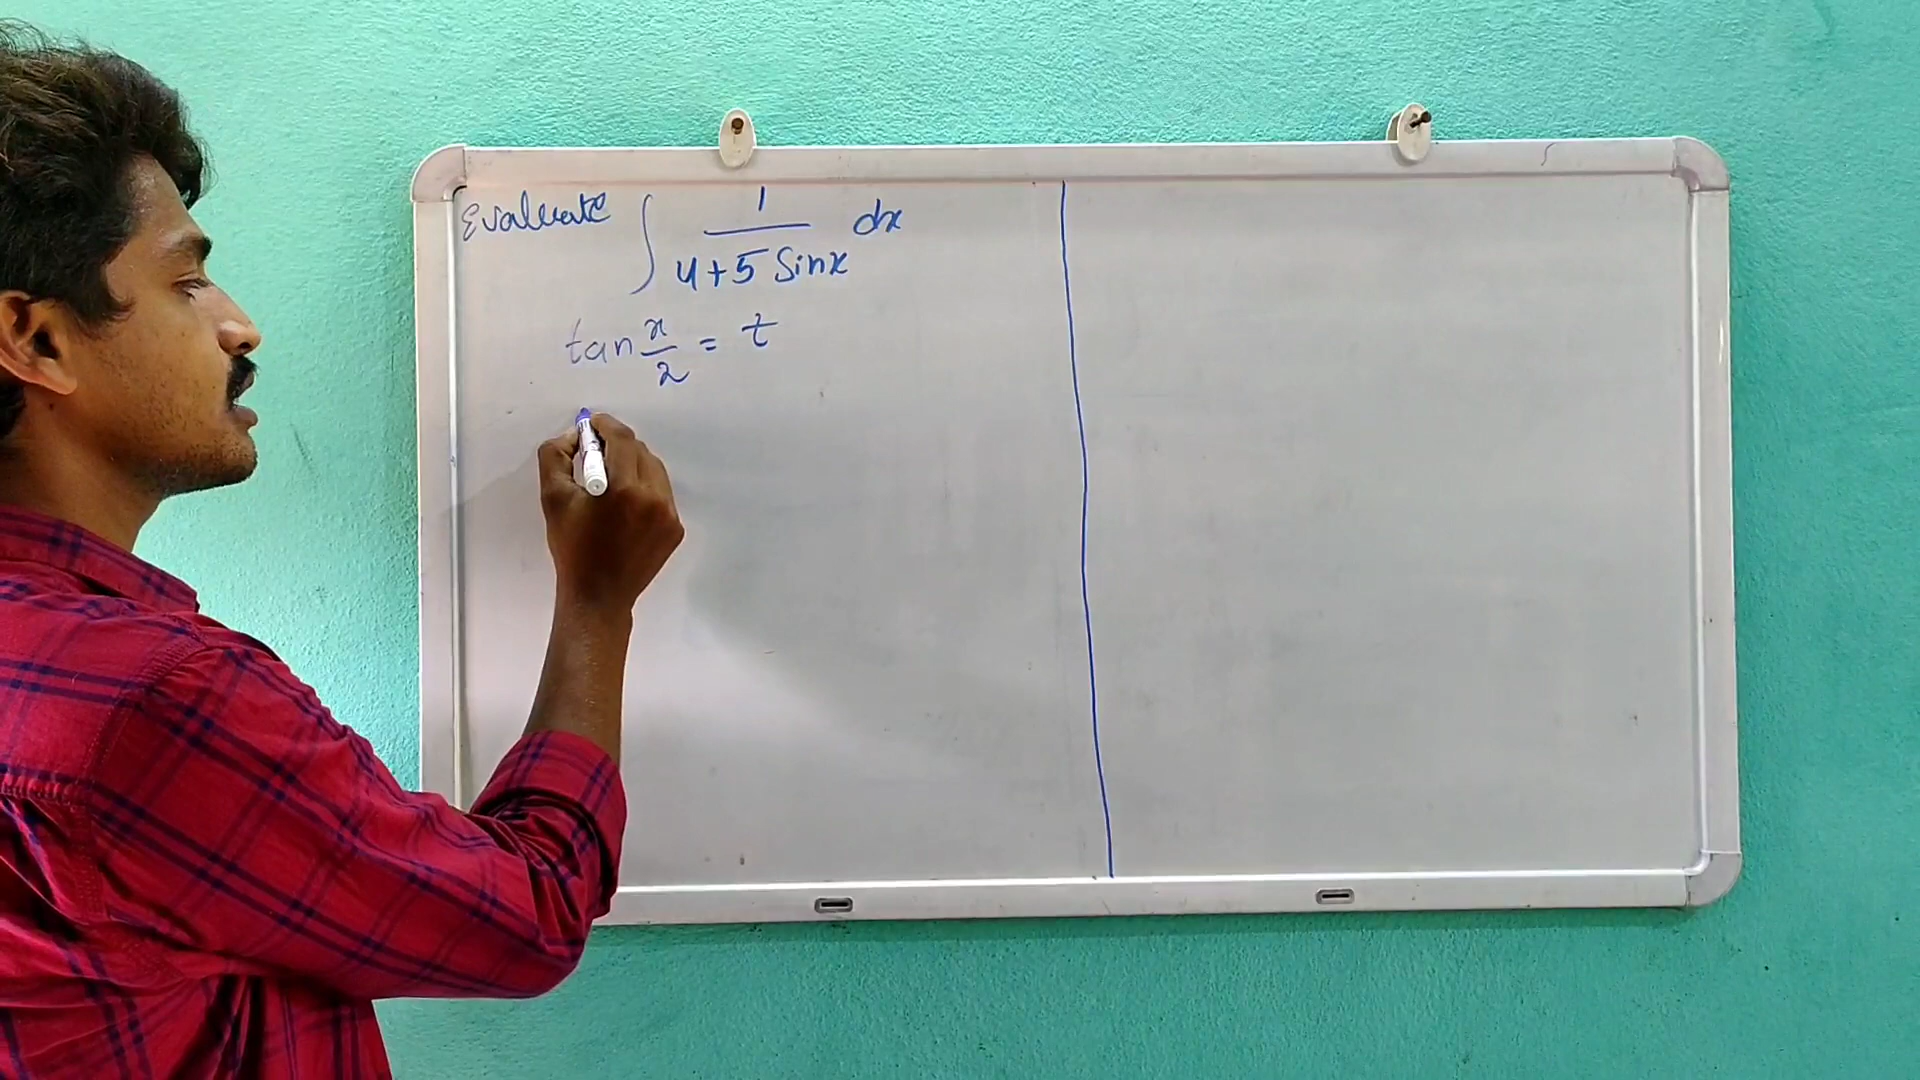 Evaluate ∫ 1/(4+5 Sinx) dx
tan x/2 = t